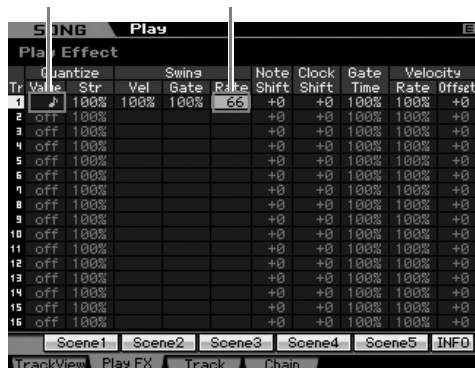 SONG Play E
Play Effect
Quantize Swing Note Clock Gate Velocity
Tr Value Str Vel Gate Rate Shift Shift Time Rate Offset
1 ♪ 100% 100% 100% 66 +0 +0 100% 100% +0
2 off 100% +0 +0 100% 100% +0
3 off 100% +0 +0 100% 100% +0
4 off 100% +0 +0 100% 100% +0
5 off 100% +0 +0 100% 100% +0
6 off 100% +0 +0 100% 100% +0
7 off 100% +0 +0 100% 100% +0
8 off 100% +0 +0 100% 100% +0
9 off 100% +0 +0 100% 100% +0
10 off 100% +0 +0 100% 100% +0
11 off 100% +0 +0 100% 100% +0
12 off 100% +0 +0 100% 100% +0
13 off 100% +0 +0 100% 100% +0
14 off 100% +0 +0 100% 100% +0
15 off 100% +0 +0 100% 100% +0
16 off 100% +0 +0 100% 100% +0
Scene1 Scene2 Scene3 Scene4 Scene5 INFO
TrackView Play FX Track Chain